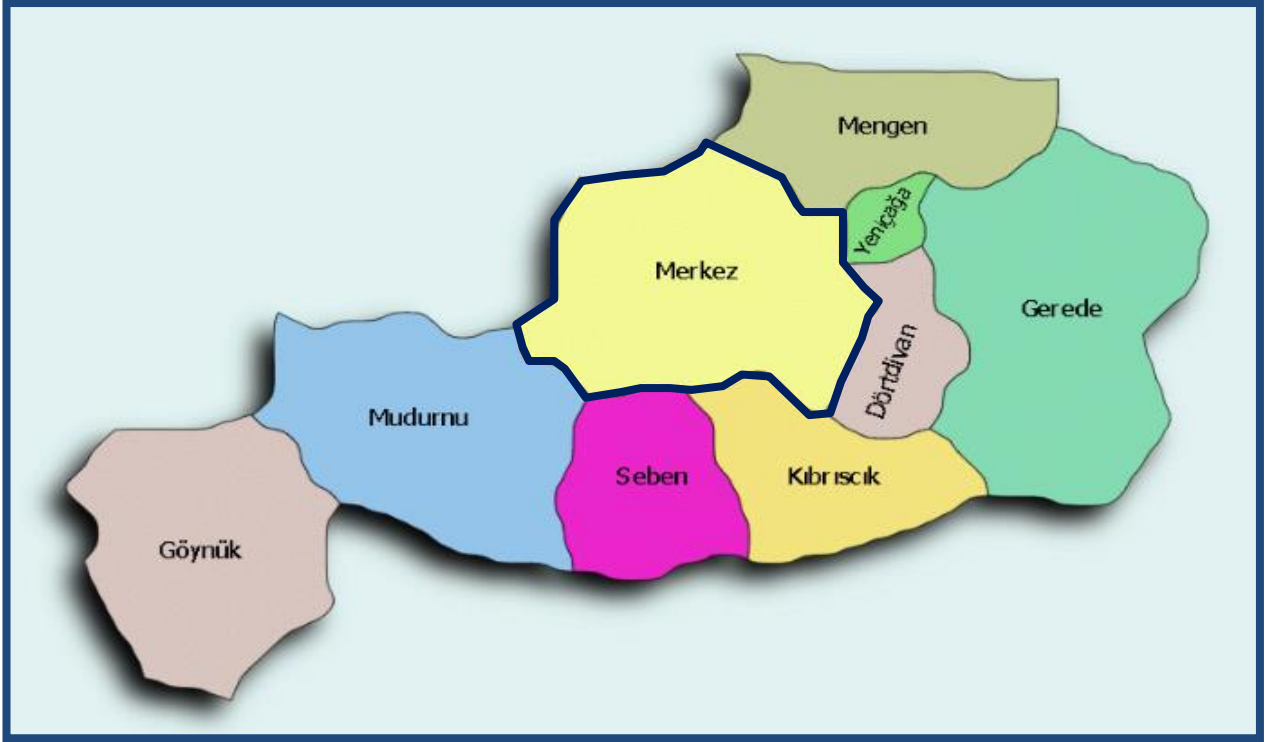 Mengen
Yeniçağa
Merkez
Gerede
Dörtdivan
Mudurnu
Seben
Kıbrıscık
Göynük